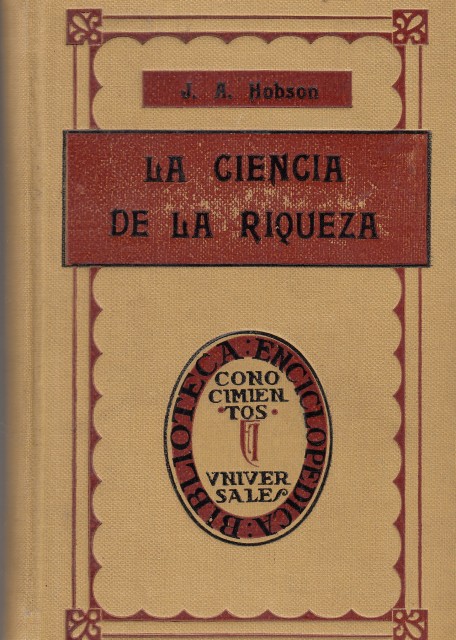 J. A. Hobson
LA CIENCIA
DE LA RIQUEZA
BIBLIOTECA·ENCICLOPEDICA·
CONO
CIMIEN
·TOS·
VNIVER
SALES